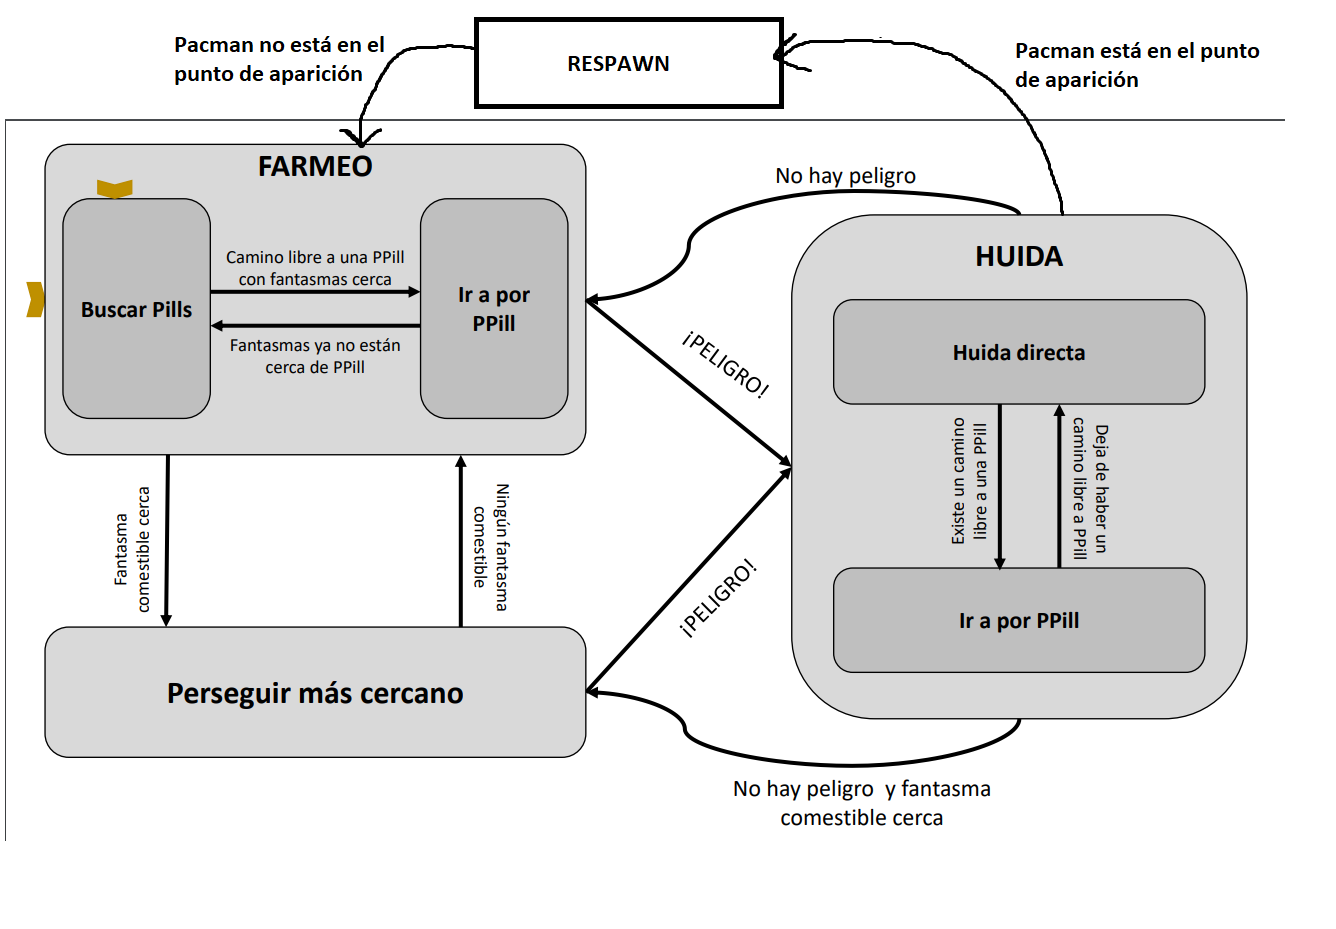 Pacman no está en el
punto de aparición
RESPAWN
Pacman está en el punto
de aparición
FARMEO
Buscar Pills
Camino libre a una PPill
con fantasmas cerca
Fantasmas ya no están
cerca de PPill
Ir a por
PPill
No hay peligro
¡PELIGRO!
HUIDA
Huida directa
Existe un camino
libre a una PPill
Deja de haber un
camino libre a PPill
Ir a por PPill
Fantasma
comestible cerca
Ningún fantasma
comestible
¡PELIGRO!
Perseguir más cercano
No hay peligro  y fantasma
comestible cerca